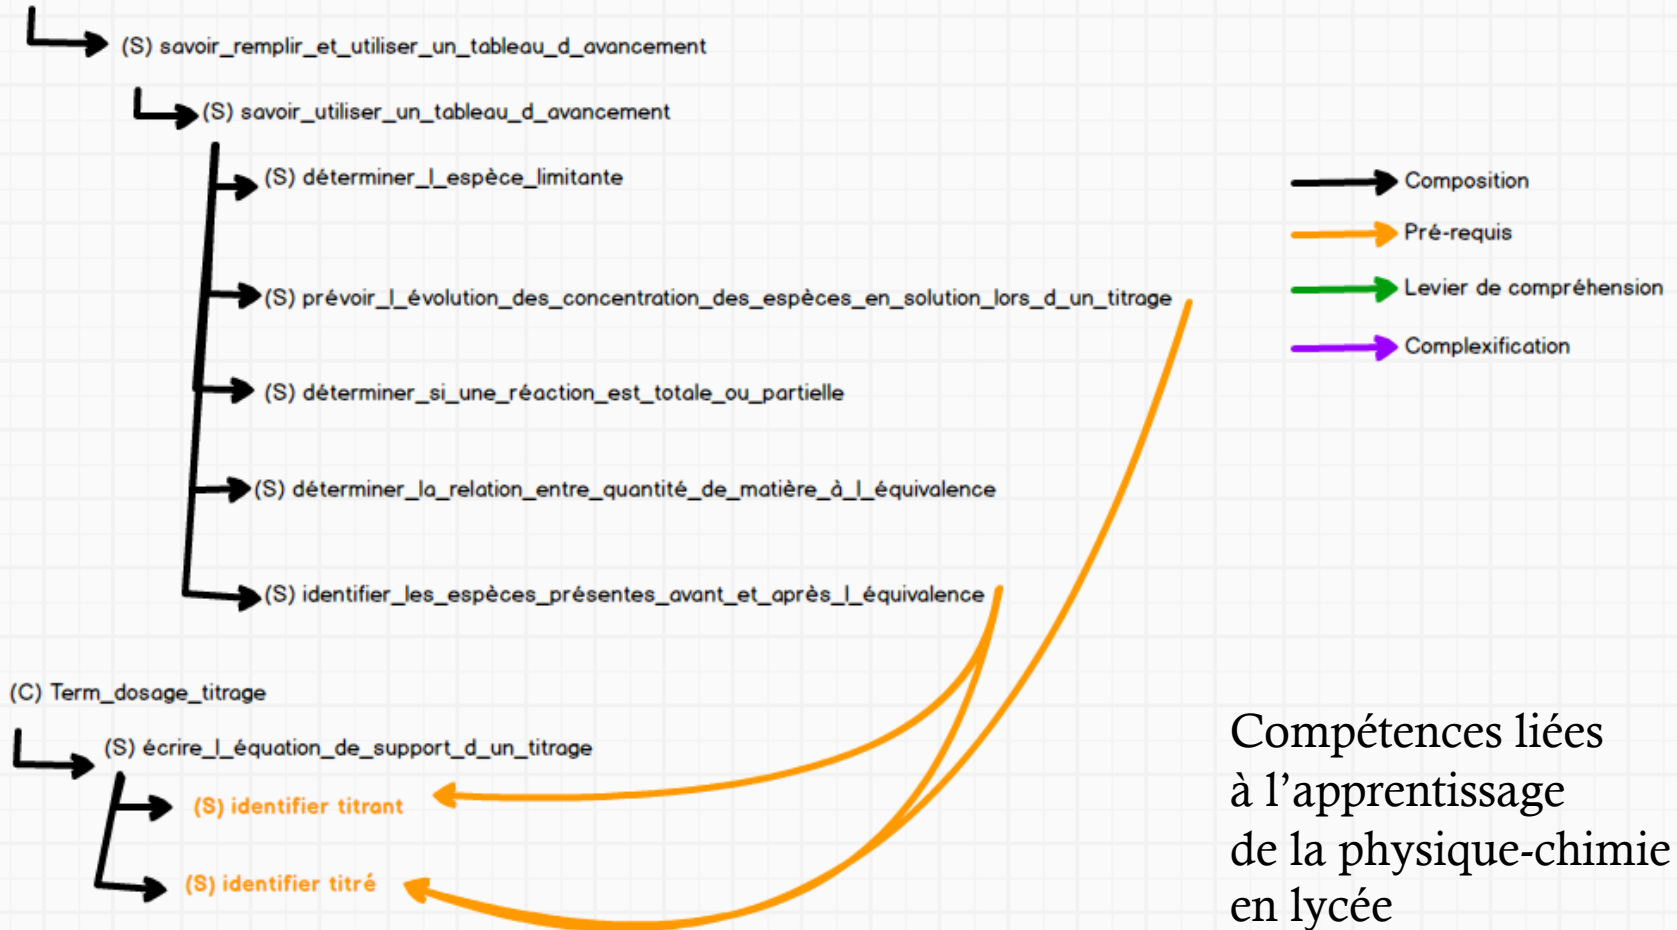 (S) savoir_remplir_et_utiliser_un_tableau_d_avancement
(S) savoir_utiliser_un_tableau_d_avancement
(S) déterminer_l_espèce_limitante
(S) prévoir_l_évolution_des_concentration_des_espèces_en_solution_lors_d_un_titrage
(S) déterminer_si_une_réaction_est_totale_ou_partielle
(S) déterminer_la_relation_entre_quantité_de_matière_à_l_équivalence
(S) identifier_les_espèces_présentes_avant_et_après_l_équivalence
(C) Term_dosage_titrage
(S) écrire_l_équation_de_support_d_un_titrage
(S) identifier titrant
(S) identifier titré
Composition
Pré-requis
Levier de compréhension
Complexification
Compétences liées
à l’apprentissage
de la physique-chimie
en lycée